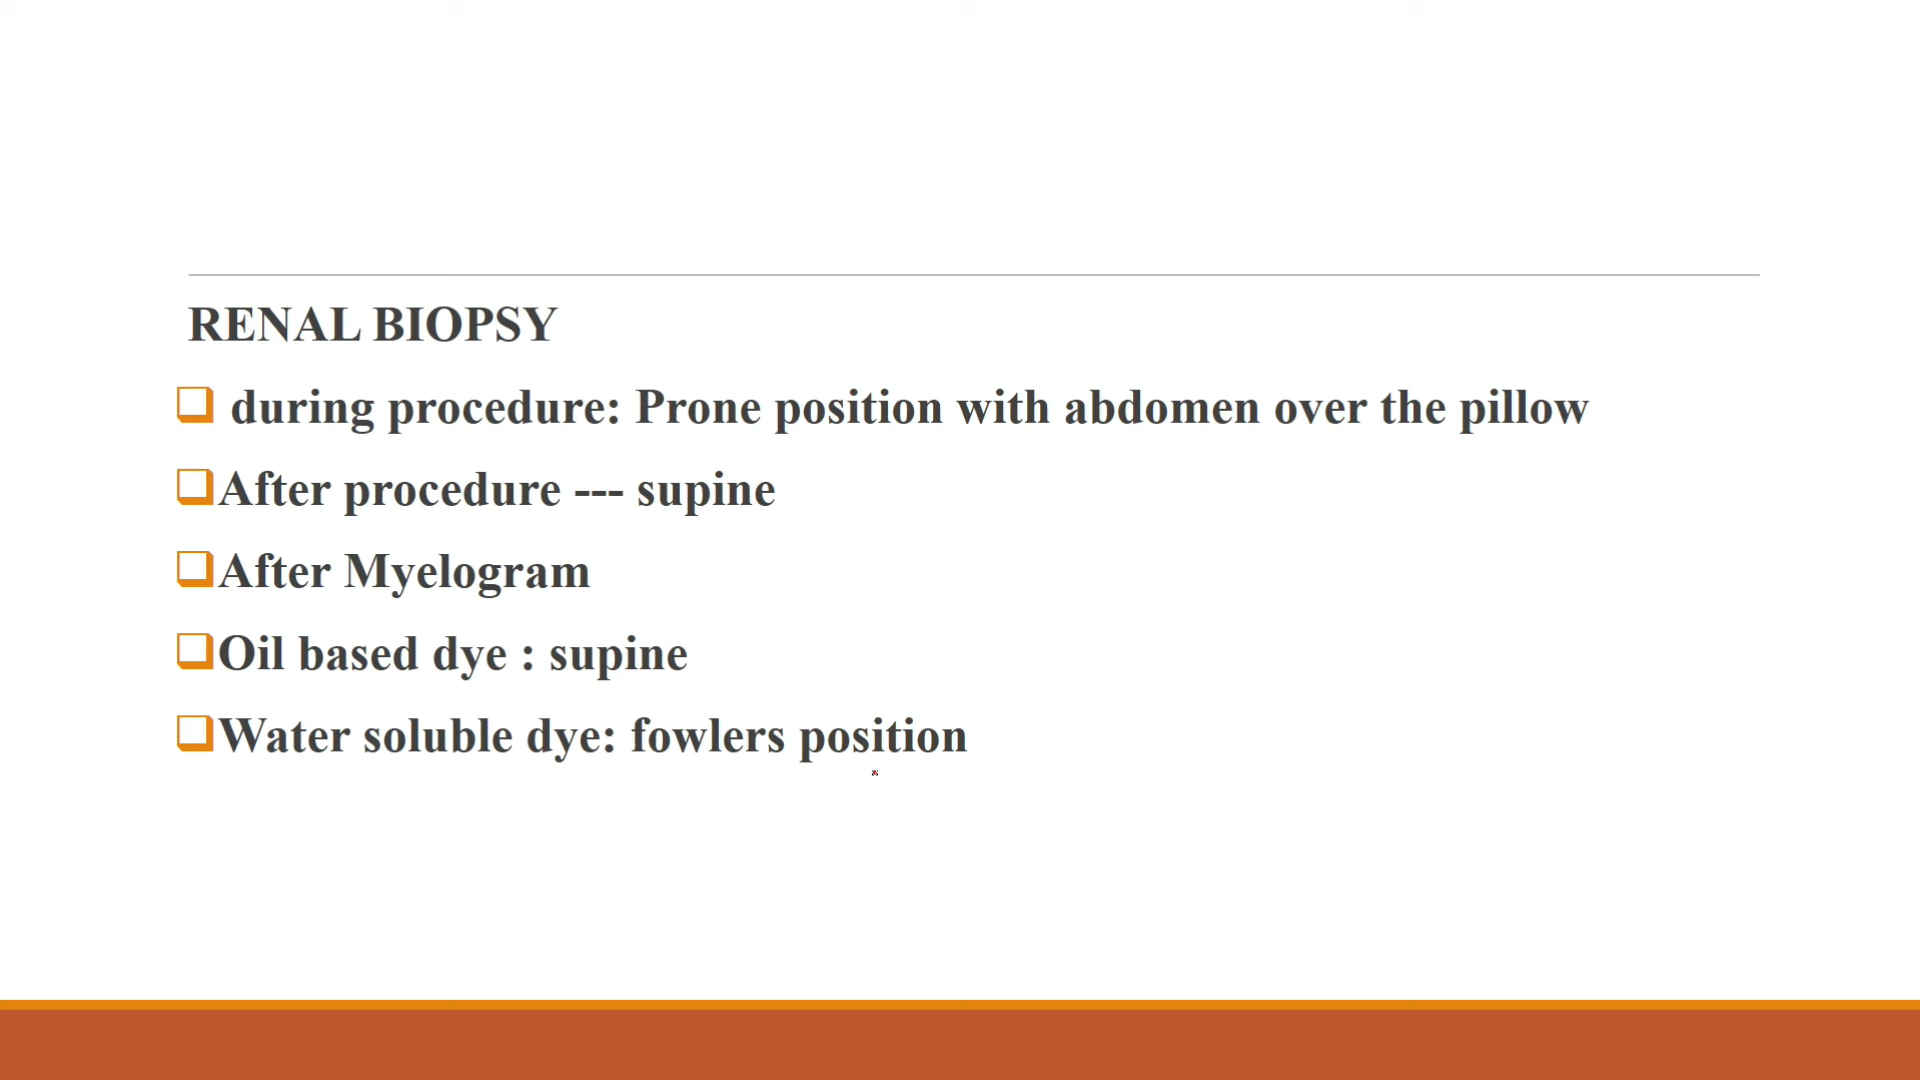 RENAL BIOPSY
during procedure: Prone position with abdomen over the pillow
After procedure --- supine
After Myelogram
Oil based dye : supine
Water soluble dye: fowlers position